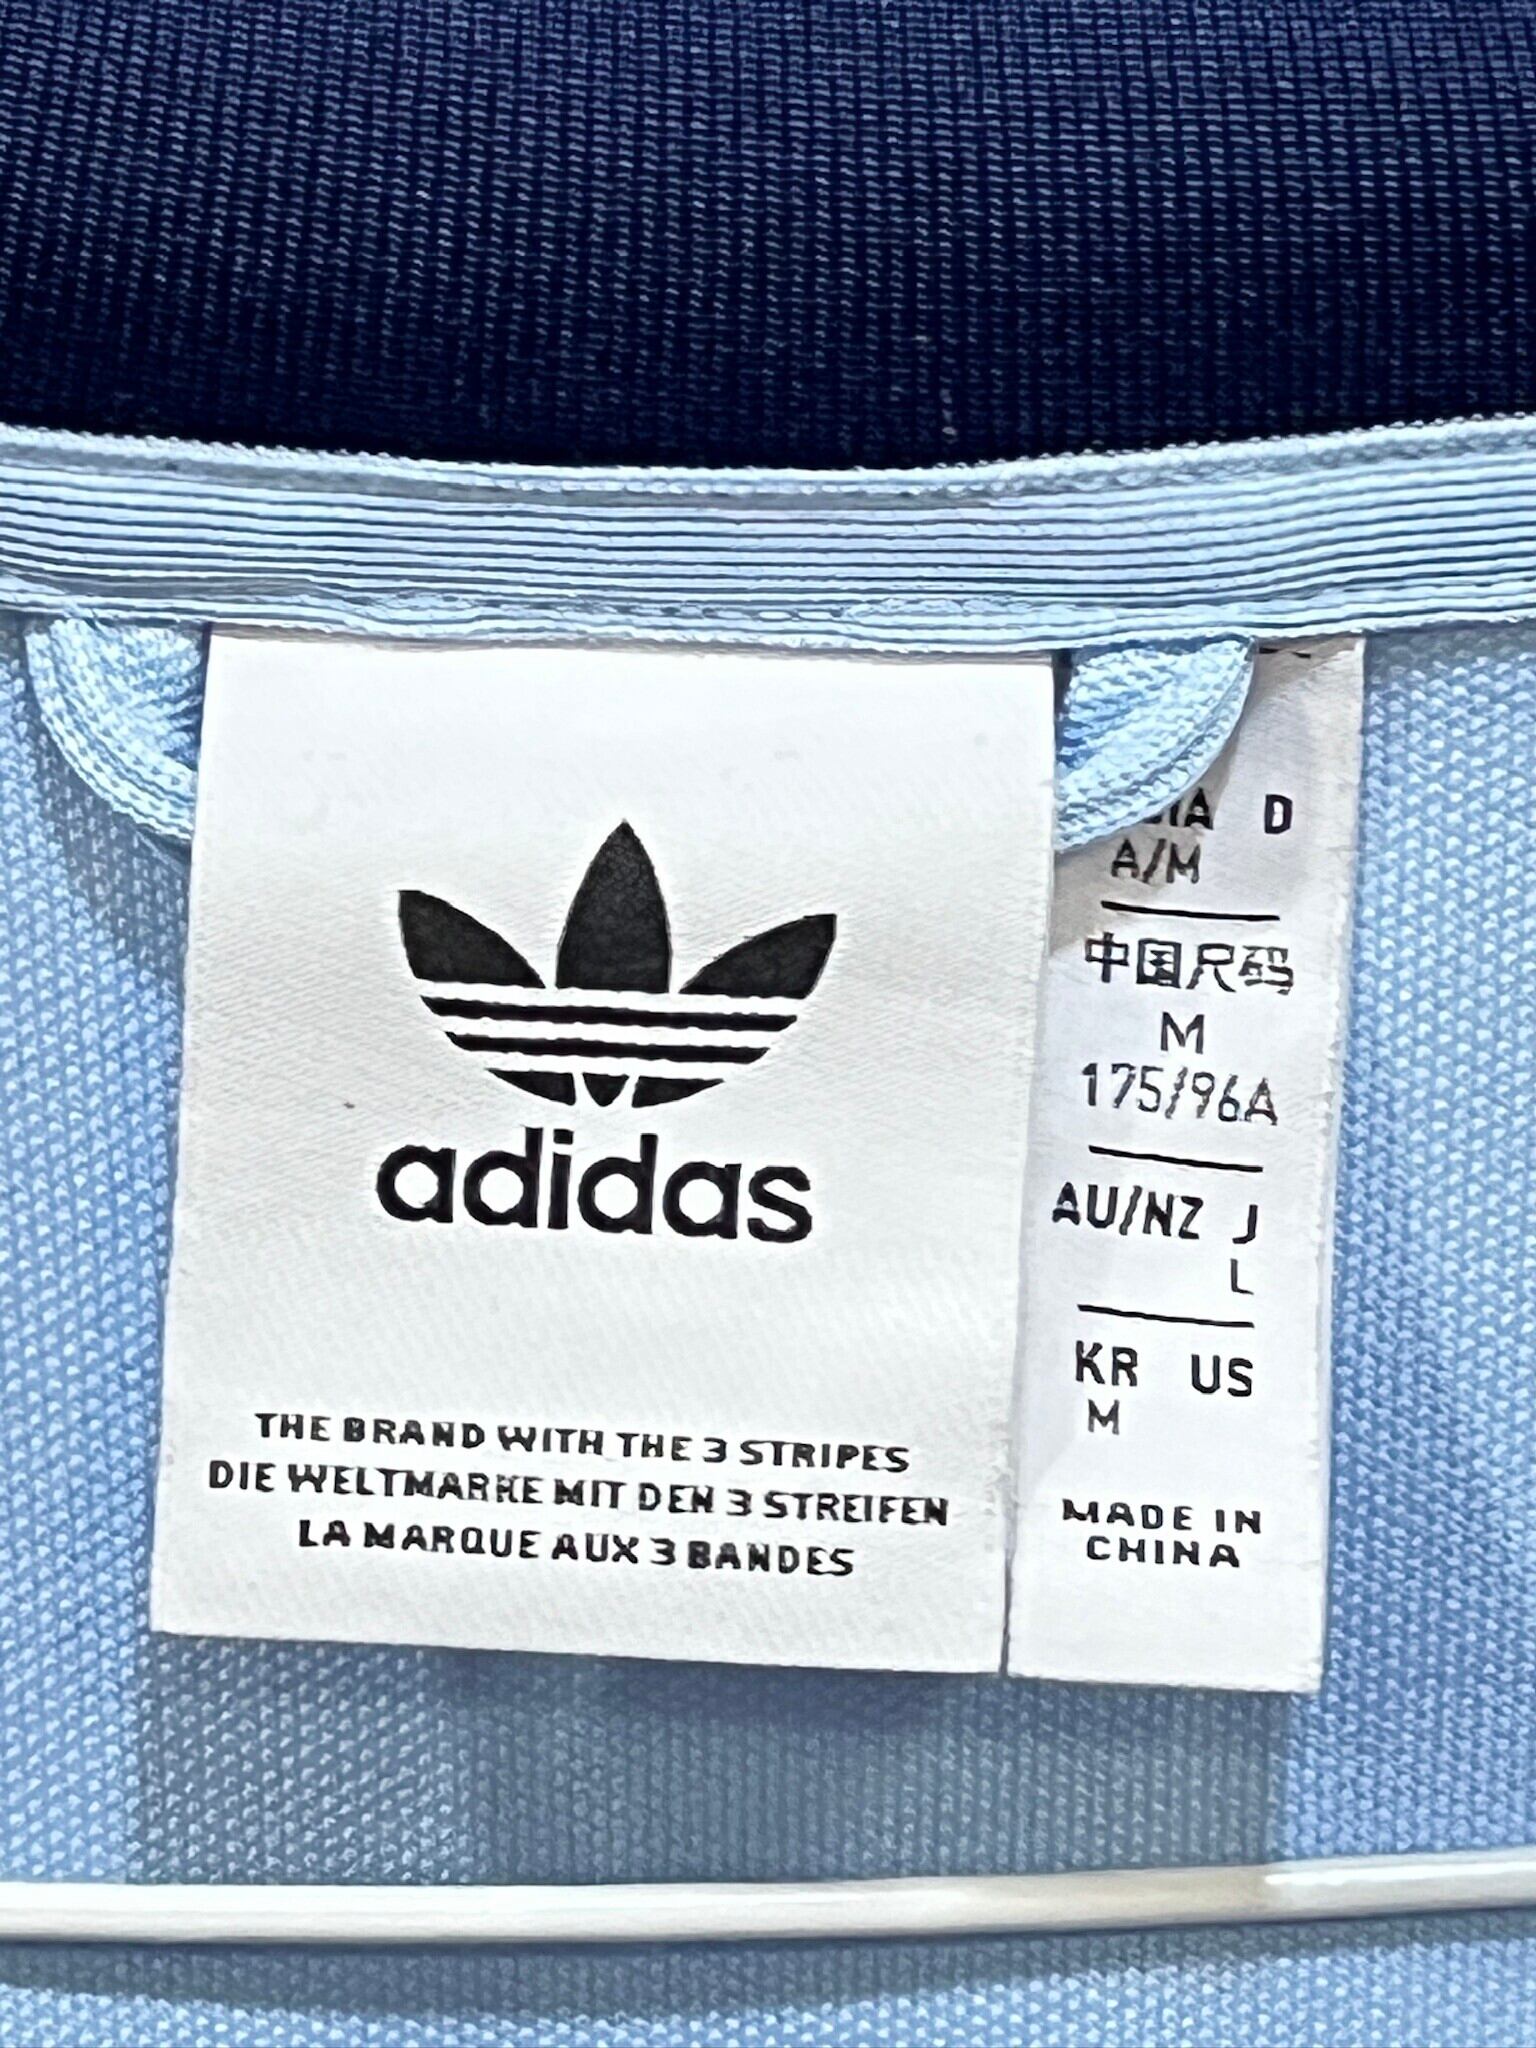 adidas
THE BRAND WITH THE 3 STRIPES
DIE WELTMARKE MIT DEN 3 STREIFEN
LA MARQUE AUX 3 BANDES
D
A/M
中国尺码
M
175/96A
AU/NZ J
L
KR US
M
MADE IN
CHINA